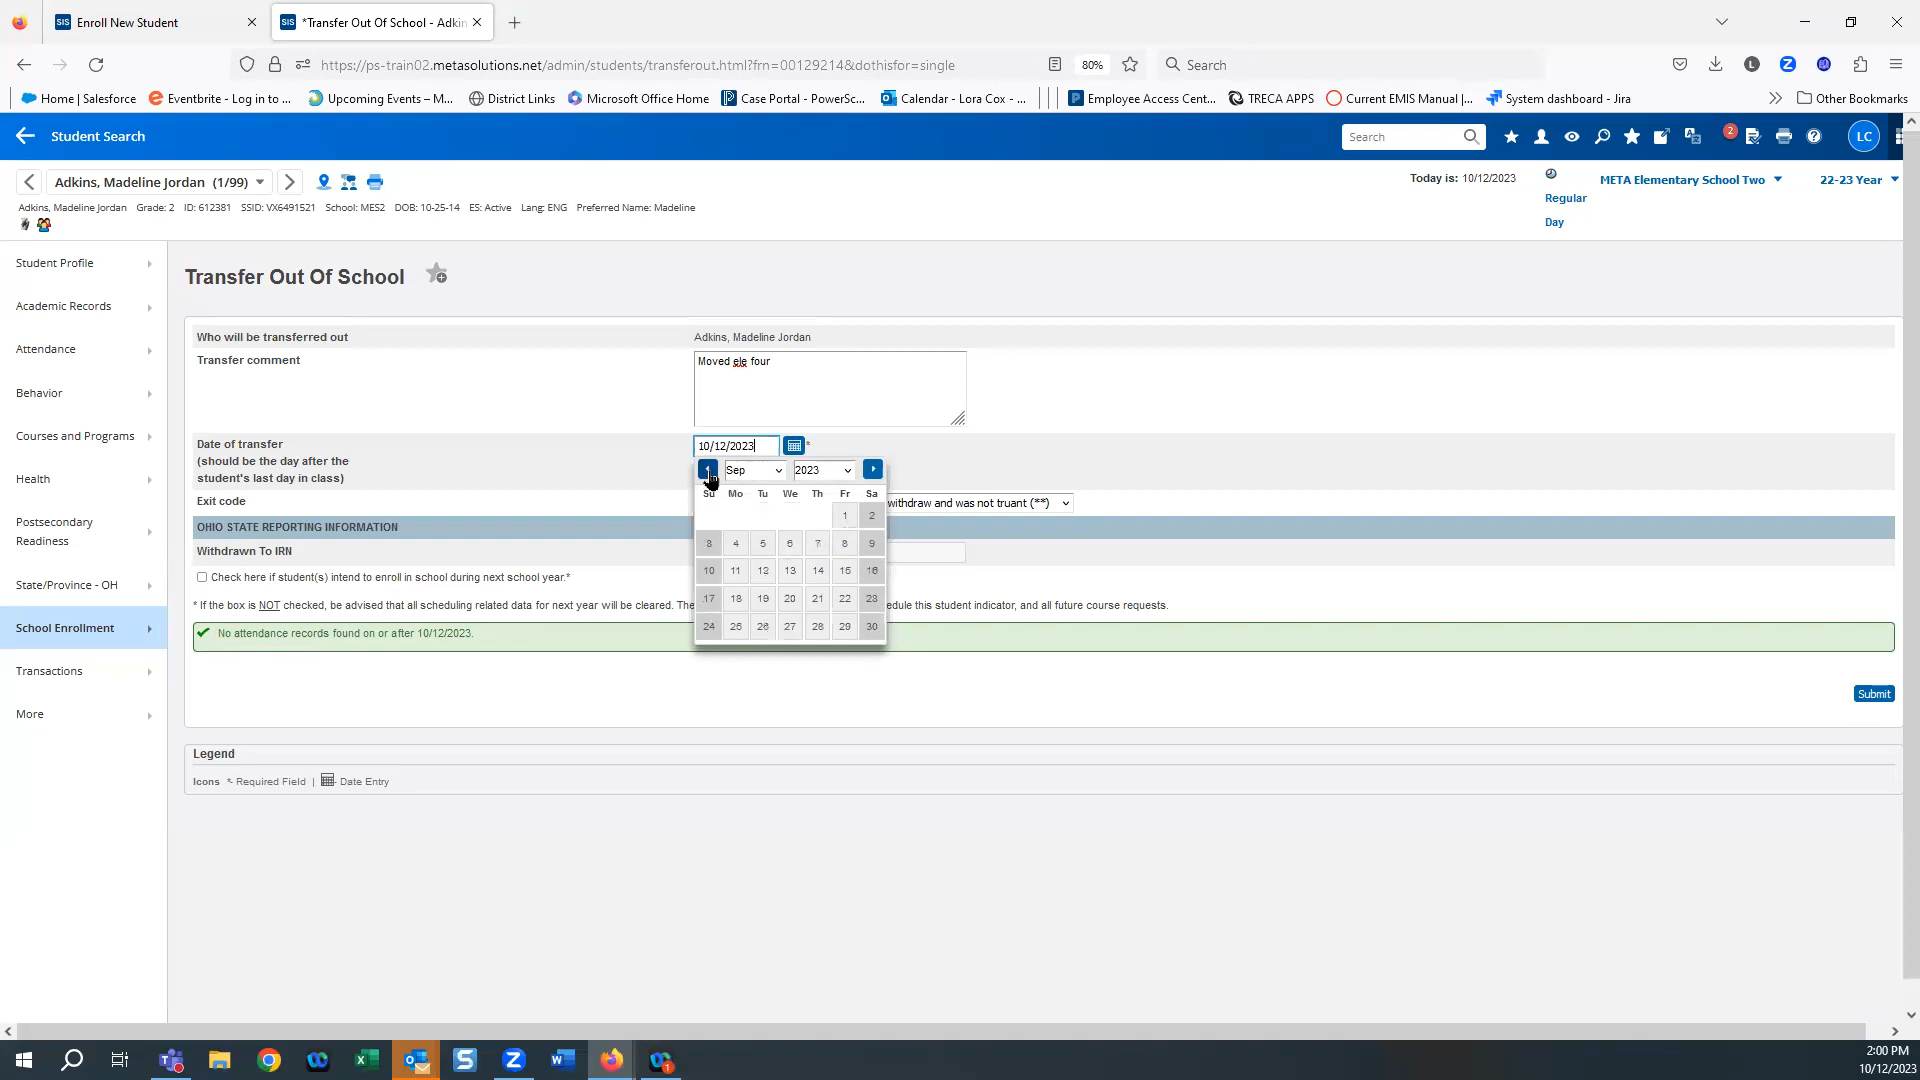 Enroll New Student
*Transfer Out Of School - Adkin
https://ps-train02.metasolutions.net/admin/students/transferout.html?frn=00129214&dothisfor=single
80%
Search
Home | Salesforce
Eventbrite - Log in to ...
Upcoming Events – M...
District Links
Microsoft Office Home
Case Portal - PowerSc...
Calendar - Lora Cox - ...
Employee Access Cent...
TRECA APPS
Current EMIS Manual |...
System dashboard - Jira
Other Bookmarks
Student Search
Search
2
LC
Adkins, Madeline Jordan (1/99)
Today is: 10/12/2023
Regular
Day
META Elementary School Two
22-23 Year
Adkins, Madeline Jordan Grade: 2 ID: 612381 SSID: VX6491521 School: MES2 DOB: 10-25-14 ES: Active Lang: ENG Preferred Name: Madeline
Student Profile
Academic Records
Attendance
Behavior
Courses and Programs
Health
Postsecondary
Readiness
State/Province - OH
School Enrollment
Transactions
More
Transfer Out Of School
Who will be transferred out
Adkins, Madeline Jordan
Transfer comment
Moved ele four
Date of transfer
(should be the day after the
student's last day in class)
10/12/2023
*
Sep
2023
Su Mo Tu We Th Fr Sa
1 2
3 4 5 6 7 8 9
10 11 12 13 14 15 16
17 18 19 20 21 22 23
24 25 26 27 28 29 30
Exit code
withdraw and was not truant (**)
OHIO STATE REPORTING INFORMATION
Withdrawn To IRN
Check here if student(s) intend to enroll in school during next school year.*
* If the box is NOT checked, be advised that all scheduling related data for next year will be cleared. The
edule this student indicator, and all future course requests.
No attendance records found on or after 10/12/2023.
Submit
Legend
Icons * Required Field | Date Entry
2:00 PM
10/12/2023